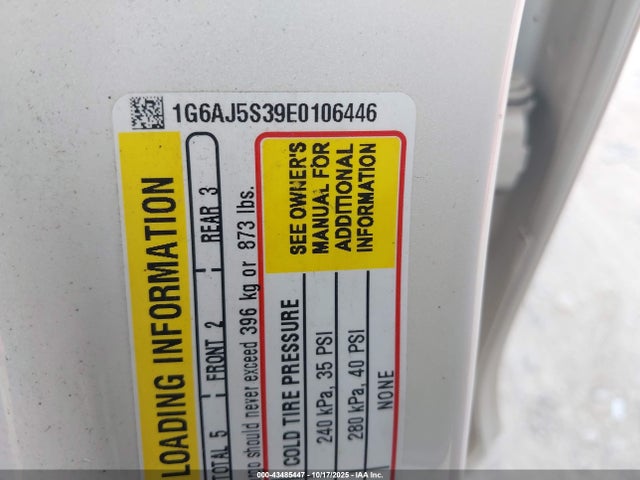 1G6AJ5S39E0106446
LOADING INFORMATION
TOTAL 5 FRONT 2 REAR 3
should never exceed 396 kg or 873 lbs.
COLD TIRE PRESSURE
240 kPa, 35 PSI
280 kPa, 40 PSI
NONE
SEE OWNER'S
MANUAL FOR
ADDITIONAL
INFORMATION
00-43485447 - 10/17/2025 - © IAA Inc.